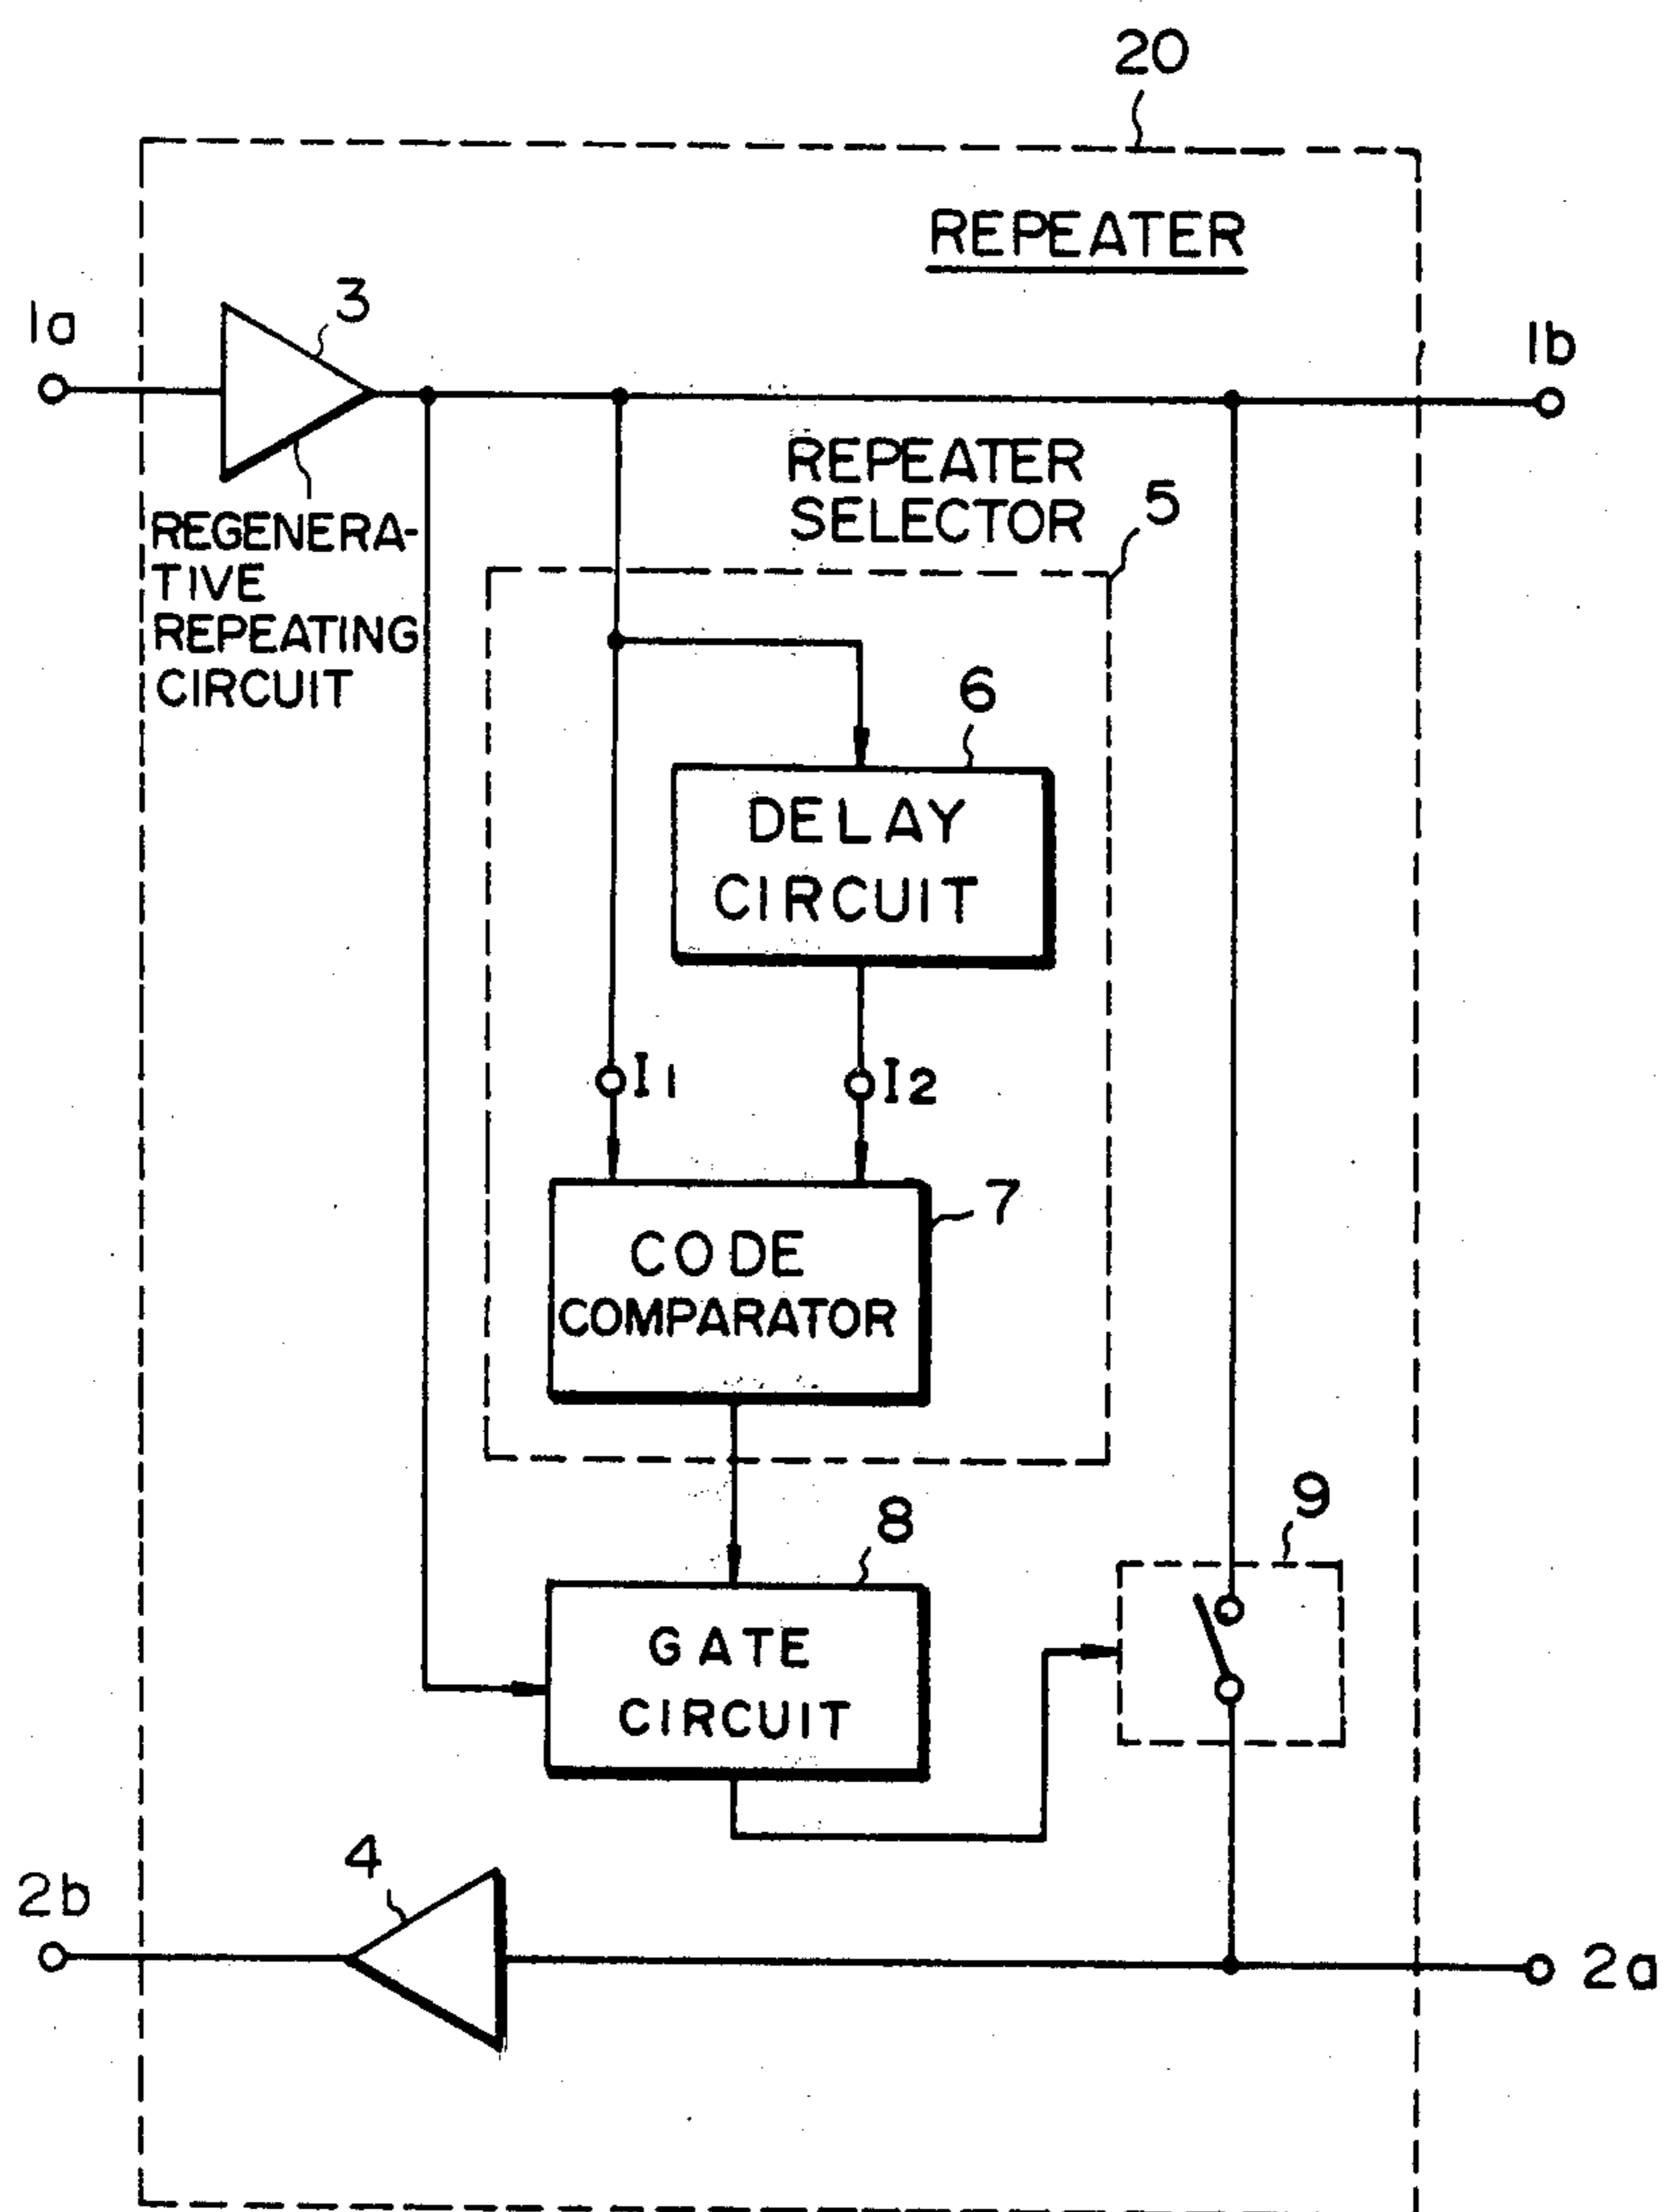 20
REPEATER
1a
3
1b
REPEATER
SELECTOR
5
REGENERA-
TIVE
REPEATING
CIRCUIT
6
DELAY
CIRCUIT
I1
I2
7
CODE
COMPARATOR
9
8
GATE
CIRCUIT
4
2b
2a